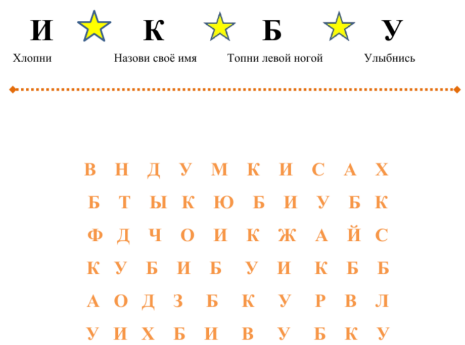 И К Б У
Хлопни Назови своё имя Топни левой ногой Улыбнись
В Н Д У М К И С А Х
Б Т Ы К Ю Б И У Б К
Ф Д Ч О И К Ж А Й С
К У Б И Б У И К Б Б
А О Д З Б К У Р В Л
У И Х Б И В У Б К У